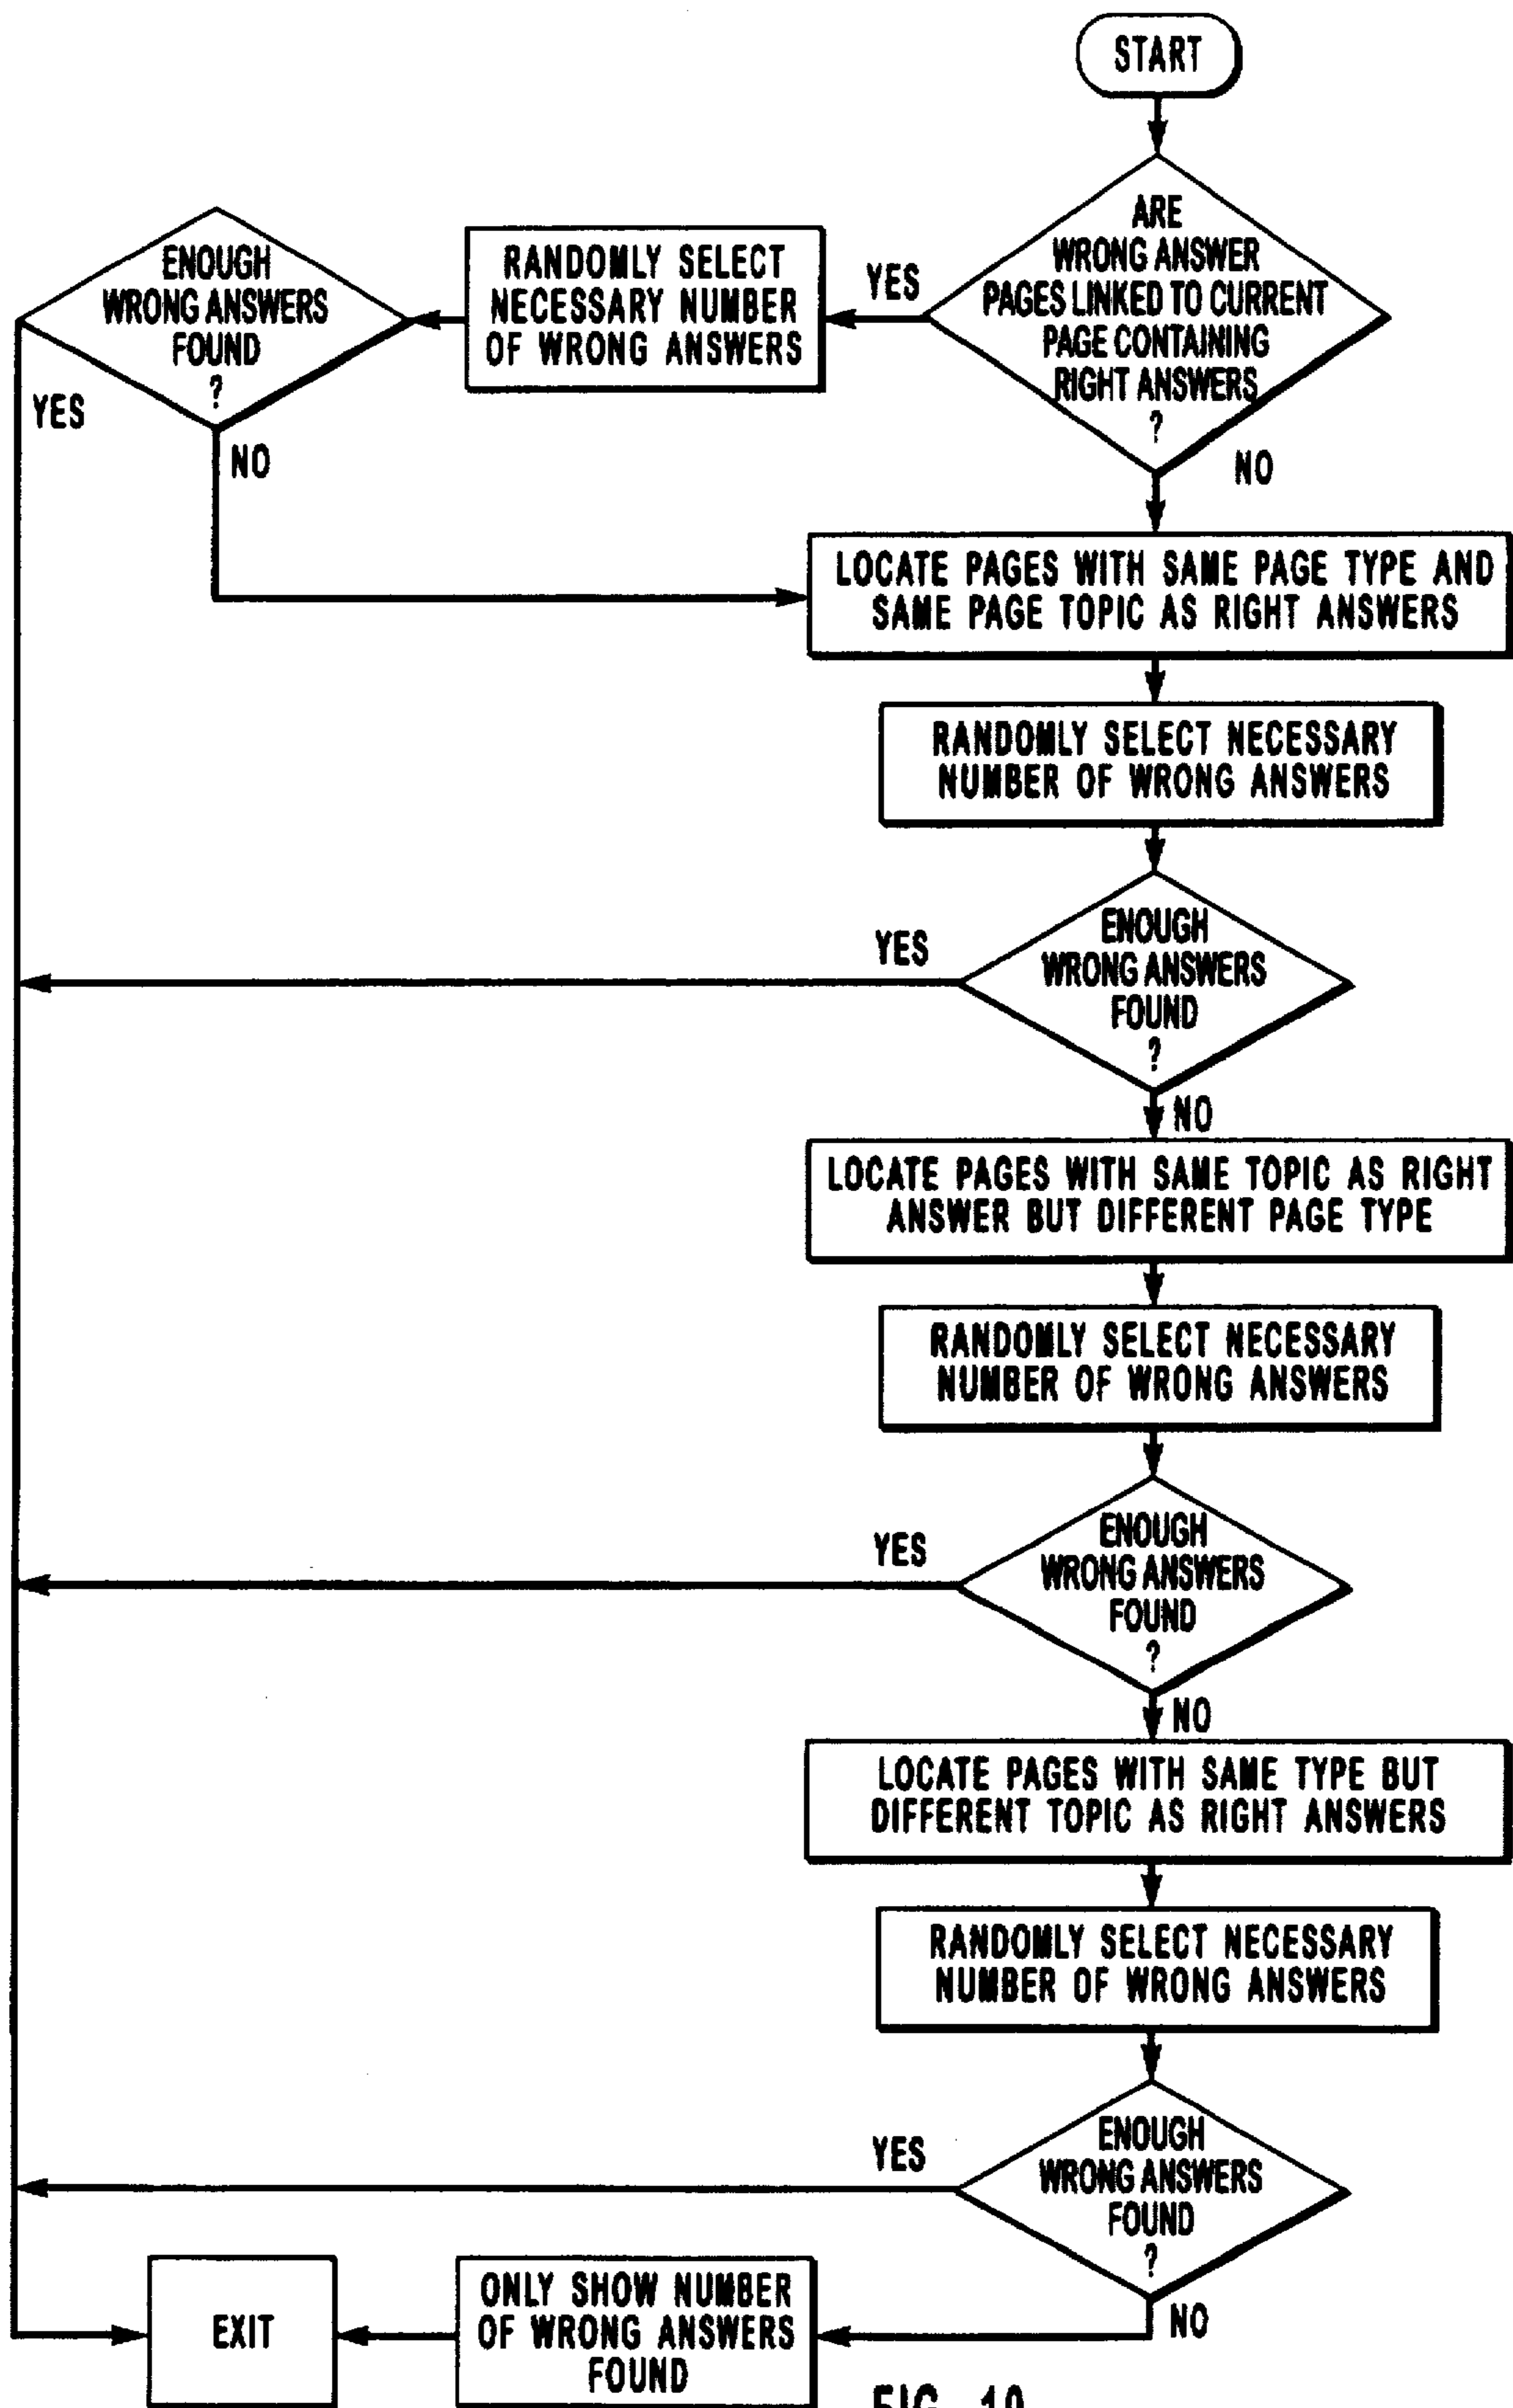 START
ARE
WRONG ANSWER
PAGES LINKED TO CURRENT
PAGE CONTAINING
RIGHT ANSWERS
?
YES
NO
RANDOMLY SELECT
NECESSARY NUMBER
OF WRONG ANSWERS
ENOUGH
WRONG ANSWERS
FOUND
?
YES
NO
LOCATE PAGES WITH SAME PAGE TYPE AND
SAME PAGE TOPIC AS RIGHT ANSWERS
RANDOMLY SELECT NECESSARY
NUMBER OF WRONG ANSWERS
ENOUGH
WRONG ANSWERS
FOUND
?
YES
NO
LOCATE PAGES WITH SAME TOPIC AS RIGHT
ANSWER BUT DIFFERENT PAGE TYPE
RANDOMLY SELECT NECESSARY
NUMBER OF WRONG ANSWERS
ENOUGH
WRONG ANSWERS
FOUND
?
YES
NO
LOCATE PAGES WITH SAME TYPE BUT
DIFFERENT TOPIC AS RIGHT ANSWERS
RANDOMLY SELECT NECESSARY
NUMBER OF WRONG ANSWERS
ENOUGH
WRONG ANSWERS
FOUND
?
YES
NO
ONLY SHOW NUMBER
OF WRONG ANSWERS
FOUND
EXIT
FIG. 10